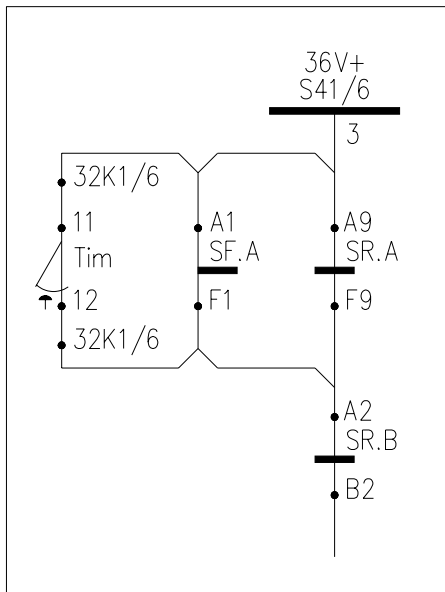 36V+
S41/6
3
32K1/6
11
Tim
12
32K1/6
A1
SF.A
F1
A9
SR.A
F9
A2
SR.B
B2